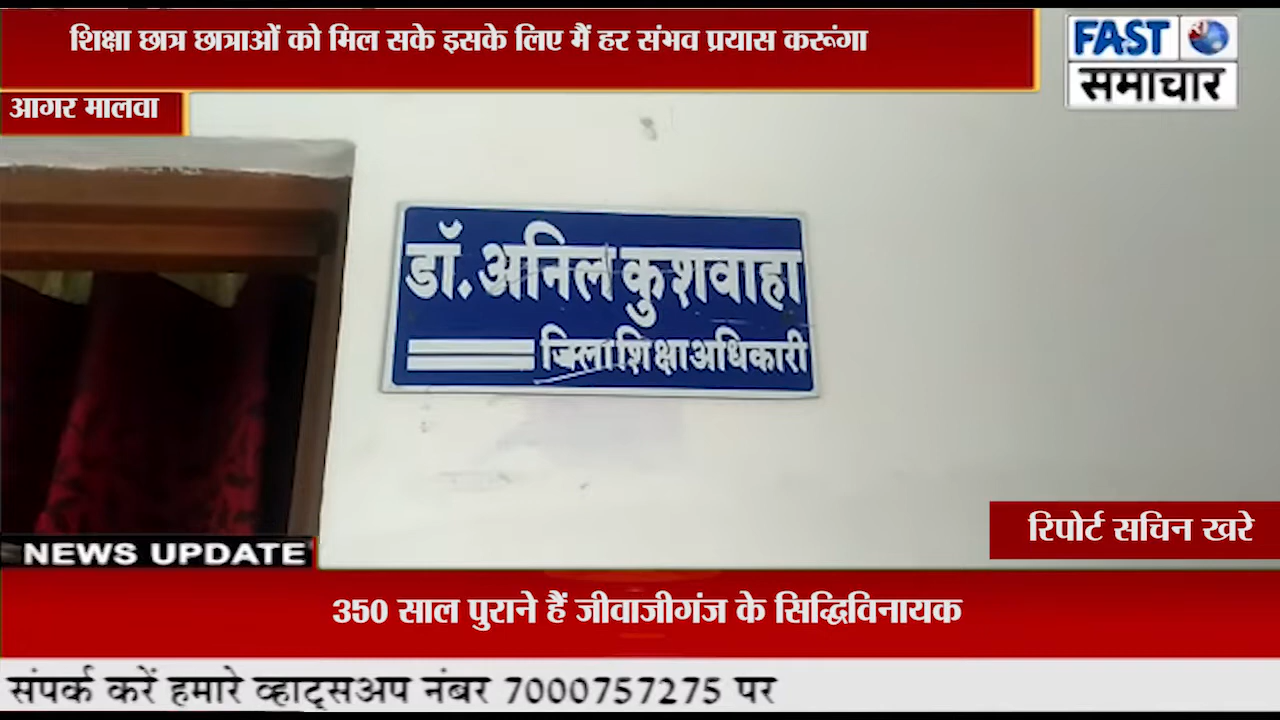 शिक्षा छात्र छात्राओं को मिल सके इसके लिए मैं हर संभव प्रयास करूंगा
FAST
समाचार
आगर मालवा
डॉ. अनिल कुशवाहा
जिला शिक्षा अधिकारी
रिपोर्ट सचिन खरे
NEWS UPDATE
350 साल पुराने हैं जीवाजीगंज के सिद्धिविनायक
संपर्क करें हमारे व्हाट्सअप नंबर 7000757275 पर